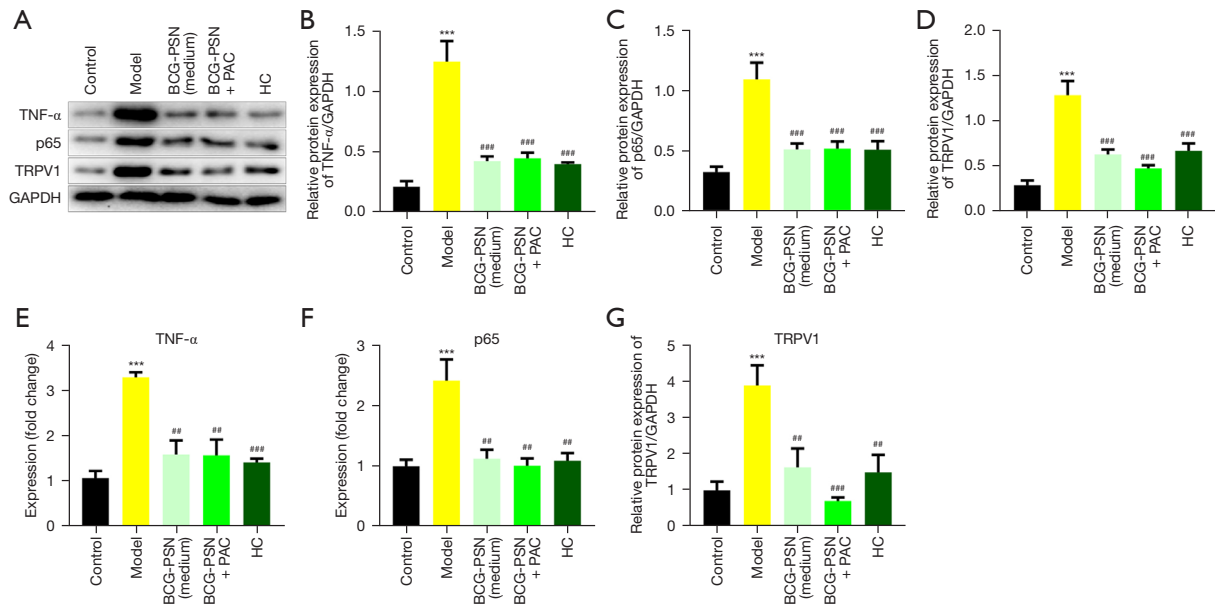 A
Control
Model
BCG-PSN
(medium)
BCG-PSN
+ PAC
HC
TNF-α
p65
TRPV1
GAPDH
B
Relative protein expression
of TNF-α/GAPDH
1.5
1.0
0.5
0.0
***
###
###
###
Control
Model
BCG-PSN
(medium)
BCG-PSN
+ PAC
HC
C
Relative protein expression
of p65/GAPDH
1.5
1.0
0.5
0.0
***
###
###
###
Control
Model
BCG-PSN
(medium)
BCG-PSN
+ PAC
HC
D
Relative protein expression
of TRPV1/GAPDH
2.0
1.5
1.0
0.5
0.0
***
###
###
###
Control
Model
BCG-PSN
(medium)
BCG-PSN
+ PAC
HC
E
TNF-α
Expression (fold change)
4
3
2
1
0
***
##
##
###
Control
Model
BCG-PSN
(medium)
BCG-PSN
+ PAC
HC
F
p65
Expression (fold change)
4
3
2
1
0
***
##
##
##
Control
Model
BCG-PSN
(medium)
BCG-PSN
+ PAC
HC
G
TRPV1
Relative protein expression of
TRPV1/GAPDH
5
4
3
2
1
0
***
##
###
##
Control
Model
BCG-PSN
(medium)
BCG-PSN
+ PAC
HC